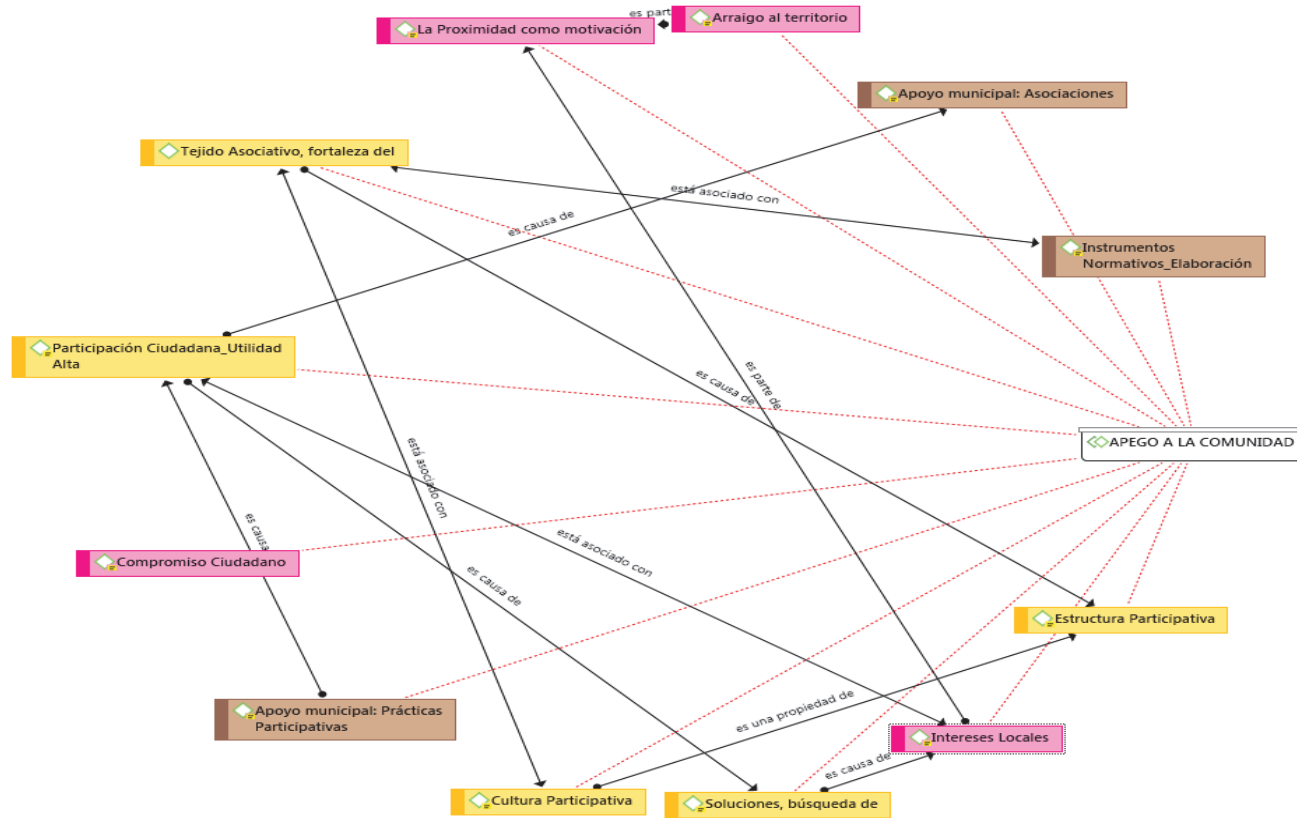 es part
Arraigo al territorio
La Proximidad como motivación
Apoyo municipal: Asociaciones
Tejido Asociativo, fortaleza del
está asociado con
es causa de
Instrumentos
Normativos_Elaboración
Participación Ciudadana_Utilidad
Alta
es parte de
es causa de
APEGO A LA COMUNIDAD
está asociado con
es causa
está asociado con
Compromiso Ciudadano
es causa de
Estructura Participativa
Apoyo municipal: Prácticas
Participativas
es una propiedad de
Intereses Locales
es causa de
Cultura Participativa
Soluciones, búsqueda de